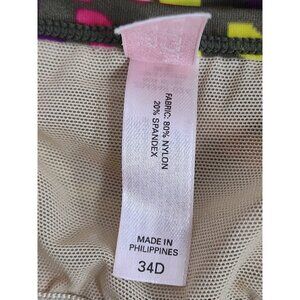 FABRIC: 80% NYLON
20% SPANDEX
MADE IN
PHILIPPINES
34D